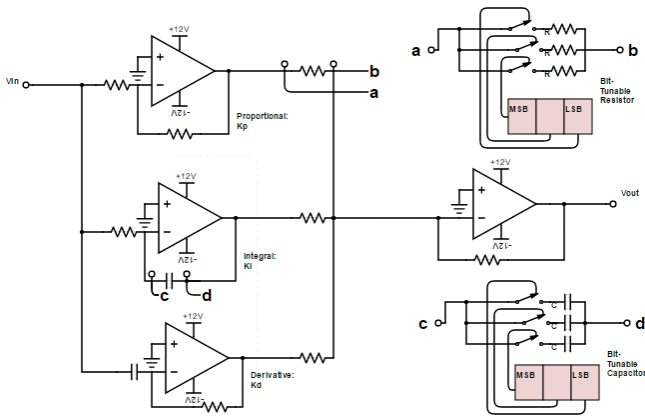 +12V
a
R
b
R
R
Bit-
Tunable
Resistor
MSB
LSB
Vin
+
−
-12V
b
a
Proportional:
Kp
+12V
+
−
-12V
Integral:
Ki
c
d
+12V
+
−
-12V
Vout
+12V
+
−
-12V
Derivative:
Kd
c
C
C
C
d
Bit-
Tunable
Capacitor
MSB
LSB